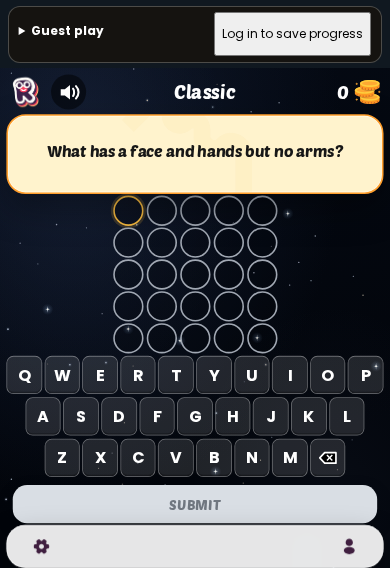 Guest play
Log in to save progress
R
Classic
0
What has a face and hands but no arms?
Q W E R T Y U I O P
A S D F G H J K L
Z X C V B N M
SUBMIT